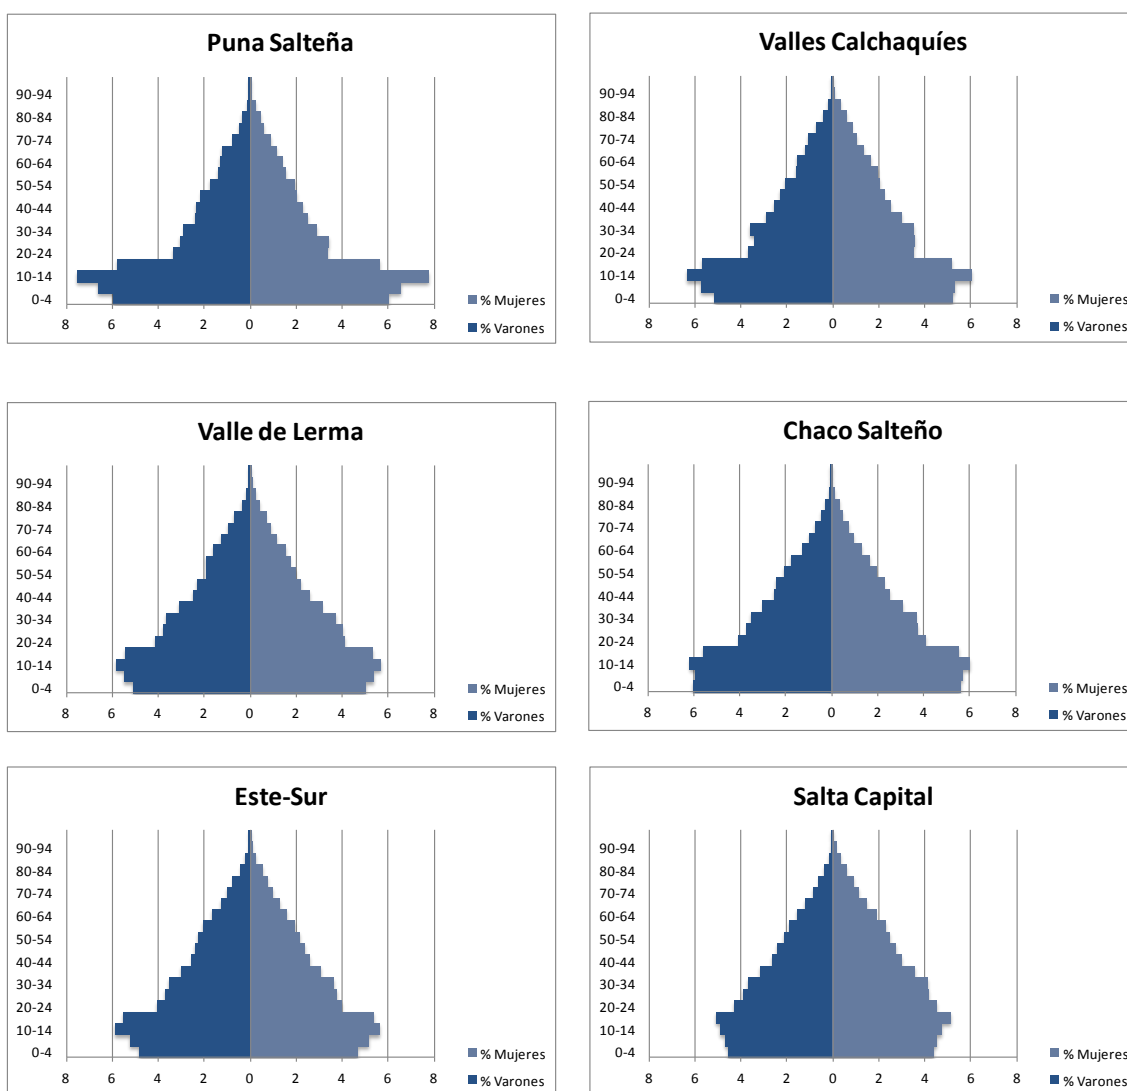 Puna Salteña
90-94
80-84
70-74
60-64
50-54
40-44
30-34
20-24
10-14
0-4
8 6 4 2 0 2 4 6 8
% Mujeres
% Varones
Valles Calchaquíes
90-94
80-84
70-74
60-64
50-54
40-44
30-34
20-24
10-14
0-4
8 6 4 2 0 2 4 6 8
% Mujeres
% Varones
Valle de Lerma
90-94
80-84
70-74
60-64
50-54
40-44
30-34
20-24
10-14
0-4
8 6 4 2 0 2 4 6 8
% Mujeres
% Varones
Chaco Salteño
90-94
80-84
70-74
60-64
50-54
40-44
30-34
20-24
10-14
0-4
8 6 4 2 0 2 4 6 8
% Mujeres
% Varones
Este-Sur
90-94
80-84
70-74
60-64
50-54
40-44
30-34
20-24
10-14
0-4
8 6 4 2 0 2 4 6 8
% Mujeres
% Varones
Salta Capital
90-94
80-84
70-74
60-64
50-54
40-44
30-34
20-24
10-14
0-4
8 6 4 2 0 2 4 6 8
% Mujeres
% Varones